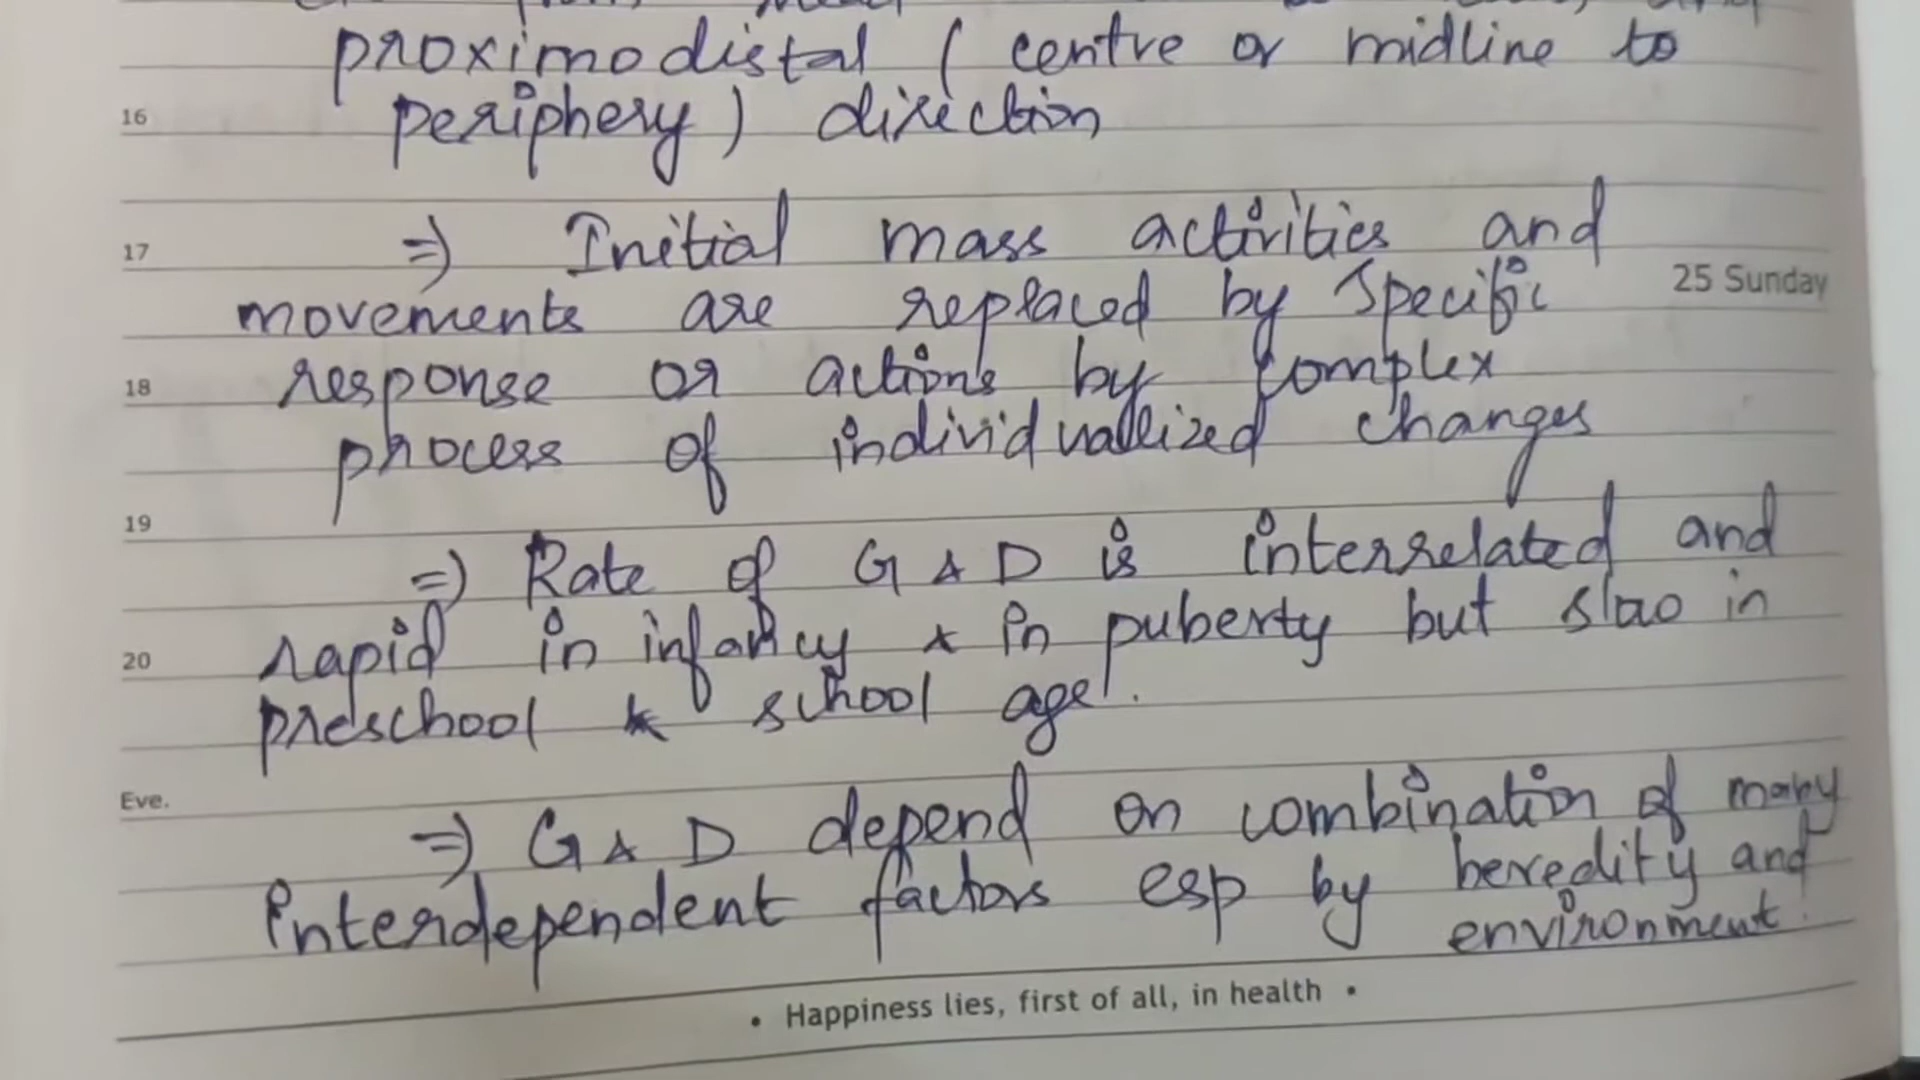 proximodistal ( centre or midline to
16 periphery ) direction
17 => Initial mass activities and
25 Sunday
movements are replaced by specific
18 response or actions by complex
process of individuallized changes
19
=> Rate of G & D is interrelated and
20 rapid in infancy & in puberty but slow in
preschool & school age.
Eve.
=> G & D depend on combination of many
interdependent factors esp by heredity and
environment.
• Happiness lies, first of all, in health •